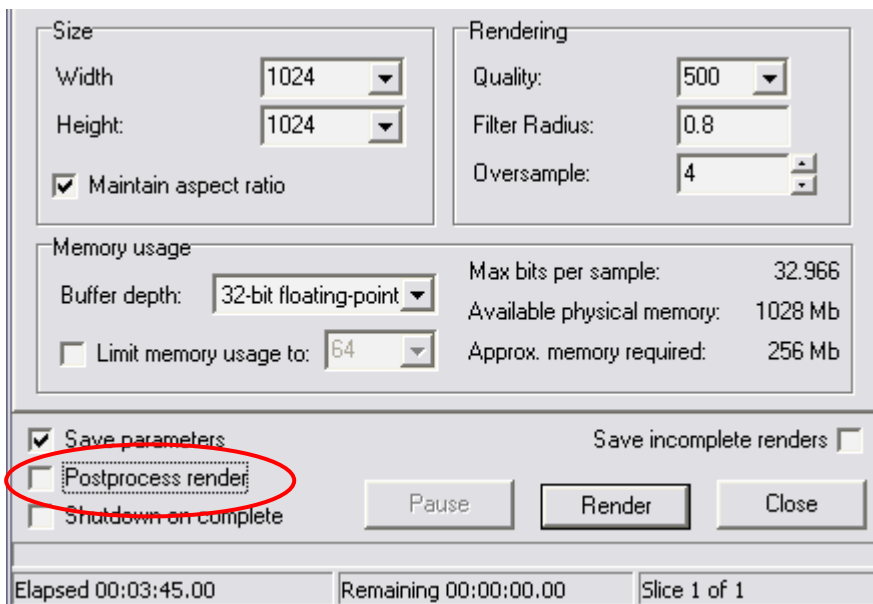 Size
Width 1024
Height: 1024
Maintain aspect ratio
Rendering
Quality: 500
Filter Radius: 0.8
Oversample: 4
Memory usage
Buffer depth: 32-bit floating-point
Limit memory usage to: 64
Max bits per sample: 32.966
Available physical memory: 1028 Mb
Approx. memory required: 256 Mb
Save parameters
Save incomplete renders
Postprocess render
Shutdown on complete
Pause Render Close
Elapsed 00:03:45.00 Remaining 00:00:00.00 Slice 1 of 1